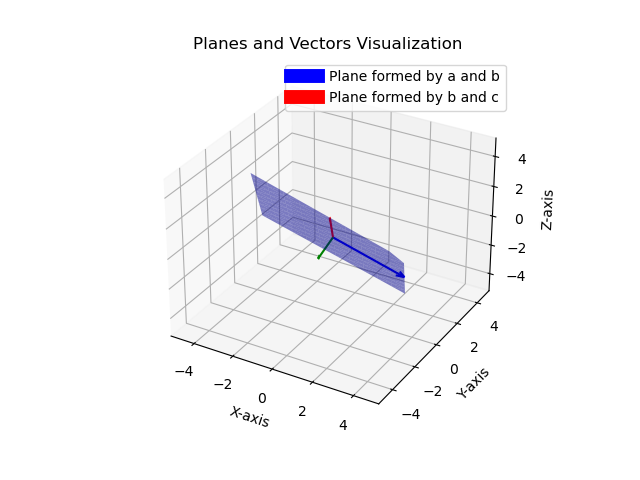 Planes and Vectors Visualization
Plane formed by a and b
Plane formed by b and c
4
2
0
−2
−4
Z-axis
4
2
0
−2
−4
Y-axis
−4
−2
0
2
4
X-axis